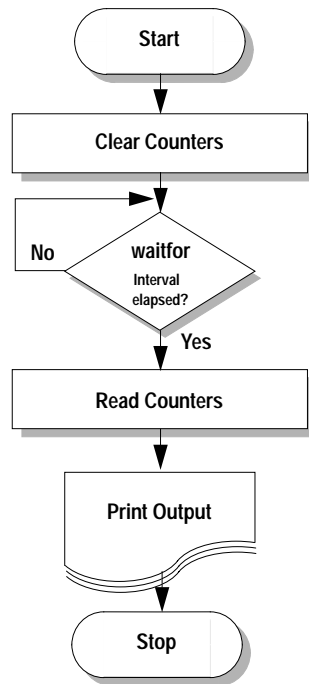 Start
Clear Counters
No
waitfor
Interval
elapsed?
Yes
Read Counters
Print Output
Stop